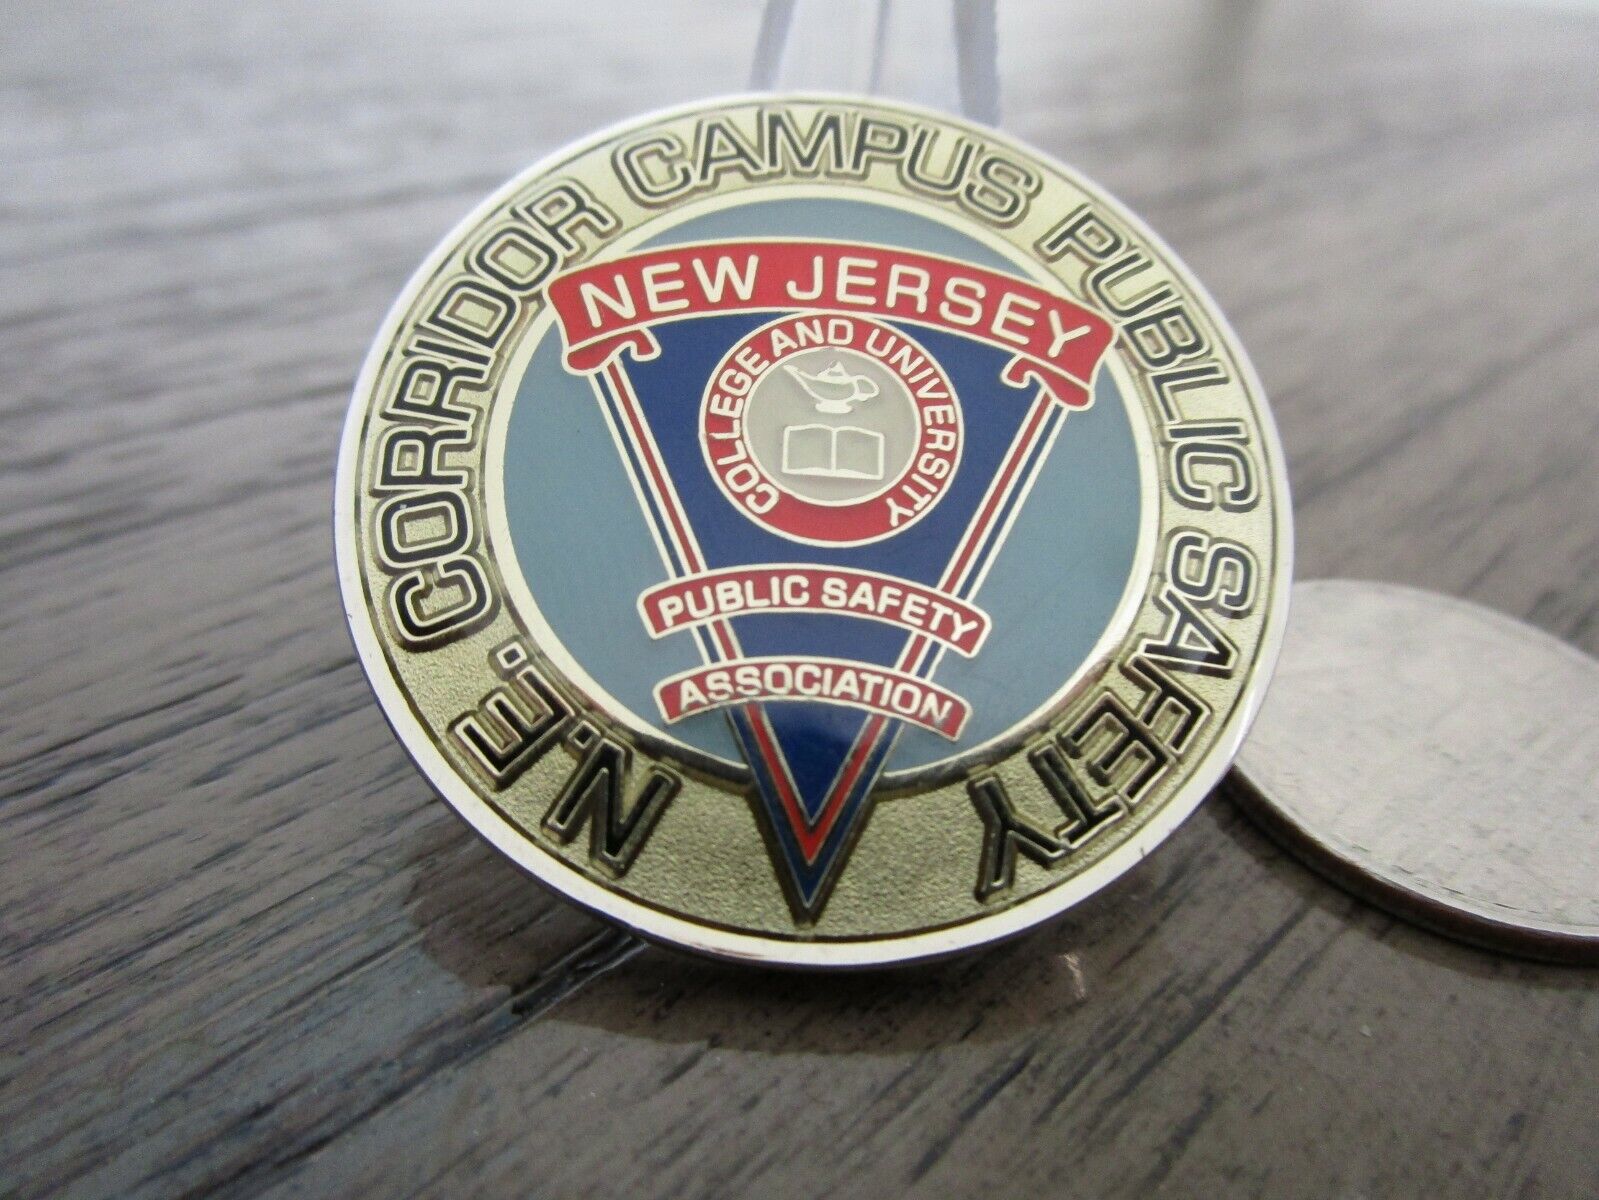 N.E. CORRIDOR CAMPUS PUBLIC SAFETY
NEW JERSEY
COLLEGE AND UNIVERSITY
PUBLIC SAFETY
ASSOCIATION